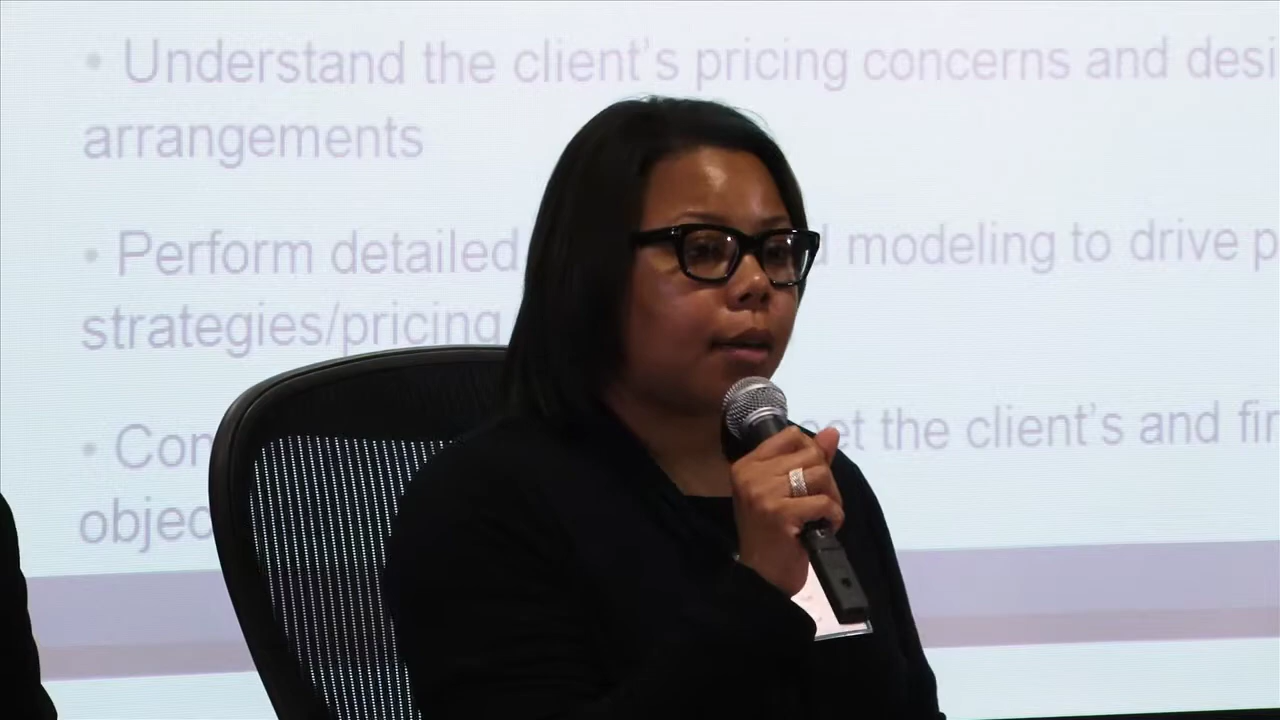 • Understand the client's pricing concerns and desi
arrangements
• Perform detailed d modeling to drive p
strategies/pricing
• Con et the client's and fir
objec